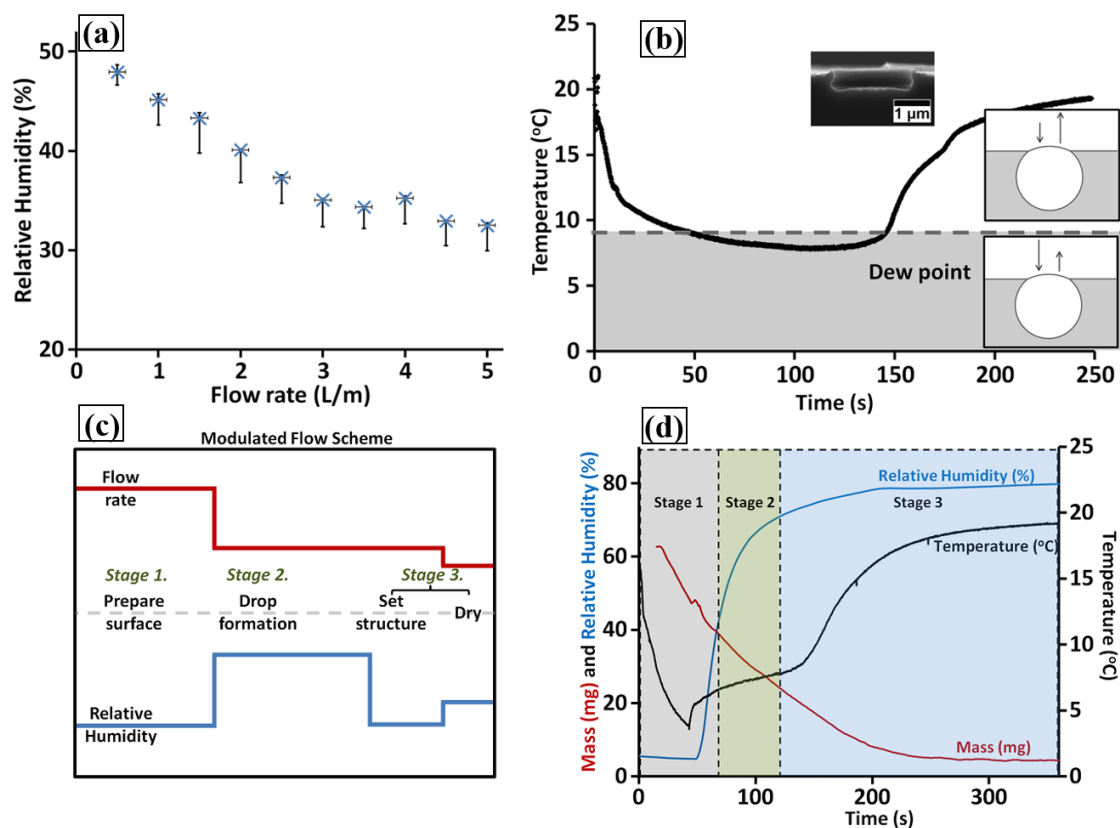 (a)
Relative Humidity (%)
50
40
30
20
0
1
2
3
4
5
Flow rate (L/m)
(b)
Temperature (°C)
25
20
15
10
5
0
1 µm
Dew point
0
50
100
150
200
250
Time (s)
(c)
Modulated Flow Scheme
Flow
rate
Stage 1.
Stage 2.
Stage 3.
Prepare
surface
Drop
formation
Set
structure
Dry
Relative
Humidity
(d)
Mass (mg) and Relative Humidity (%)
80
60
40
20
0
Stage 1
Stage 2
Stage 3
Relative Humidity (%)
Temperature (°C)
Mass (mg)
25
20
15
10
5
0
Temperature (°C)
0
100
200
300
Time (s)